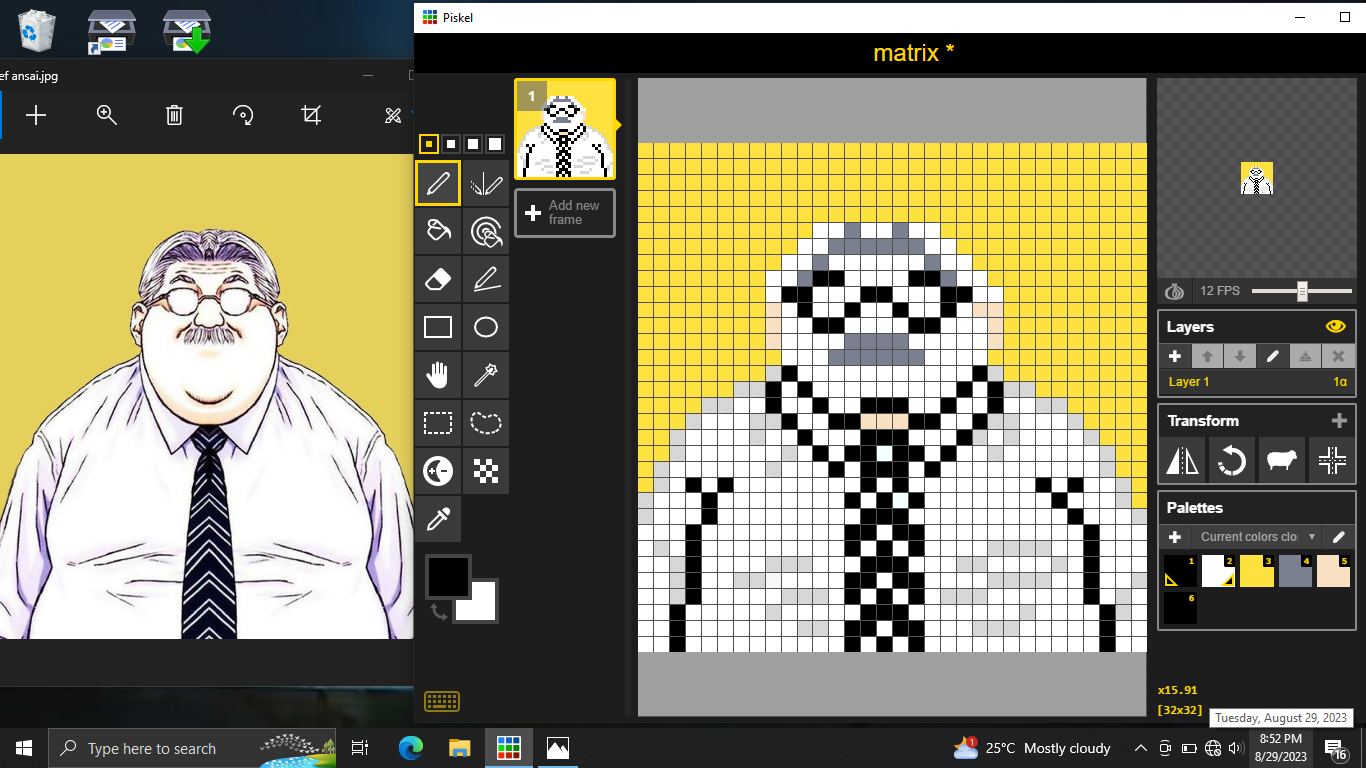 Piskel
matrix *
ef ansai.jpg
1
Add new
frame
12 FPS
Layers
Layer 1
1α
Transform
Palettes
Current colors clo
1
2
3
4
5
6
x15.91
[32x32]
Tuesday, August 29, 2023
Type here to search
1
25°C Mostly cloudy
8:52 PM
8/29/2023
16